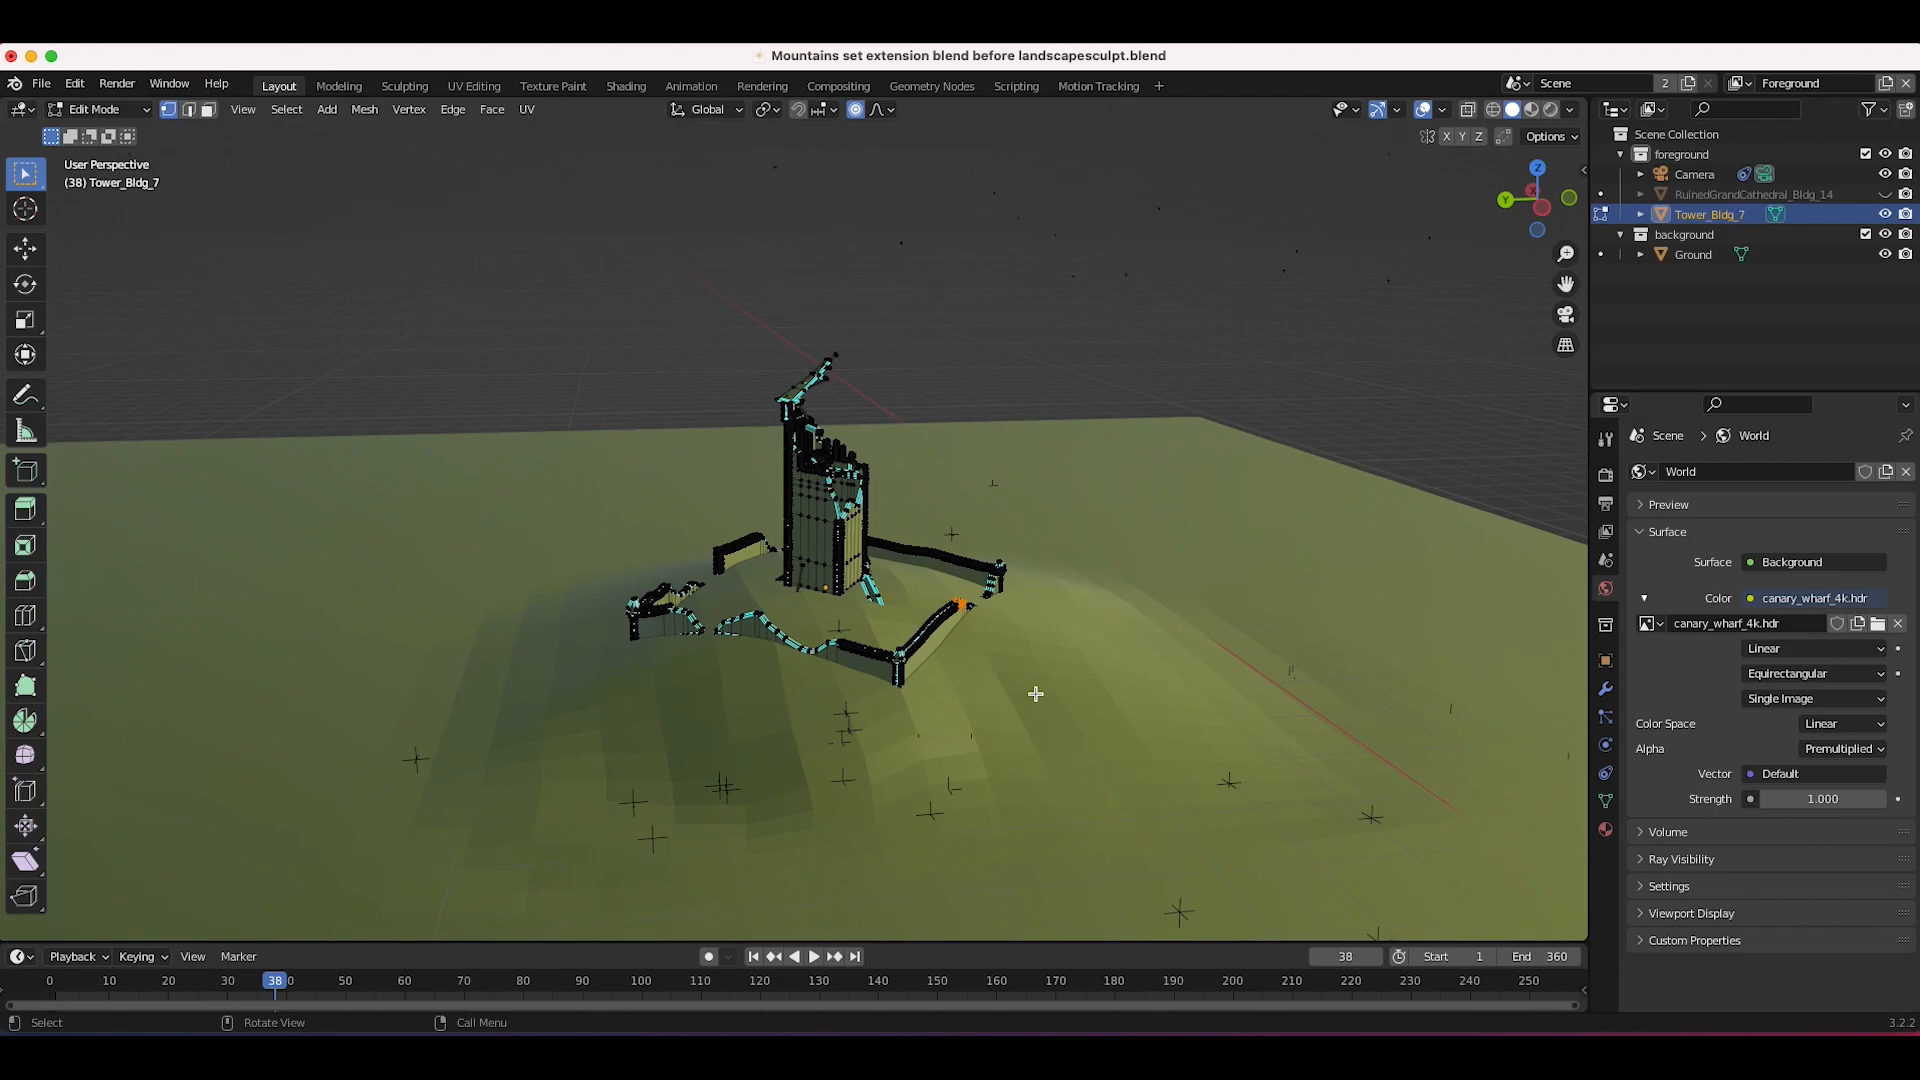 Mountains set extension blend before landscapesculpt.blend
File Edit Render Window Help Layout Modeling Sculpting UV Editing Texture Paint Shading Animation Rendering Compositing Geometry Nodes Scripting Motion Tracking + Scene 2 Foreground
Edit Mode View Select Add Mesh Vertex Edge Face UV Global
X Y Z Options
User Perspective
(38) Tower_Bldg_7
Z
Y
X
Scene Collection
foreground
Camera
RuinedGrandCathedral_Bldg_14
Tower_Bldg_7
background
Ground
Scene World
World
Preview
Surface
Surface Background
Color canary_wharf_4k.hdr
canary_wharf_4k.hdr
Linear
Equirectangular
Single Image
Color Space Linear
Alpha Premultiplied
Vector Default
Strength 1.000
Volume
Ray Visibility
Settings
Viewport Display
Custom Properties
Playback Keying View Marker 38 Start 1 End 360
0 10 20 30 38 0 50 60 70 80 90 100 110 120 130 140 150 160 170 180 190 200 210 220 230 240 250
Select Rotate View Call Menu 3.2.2